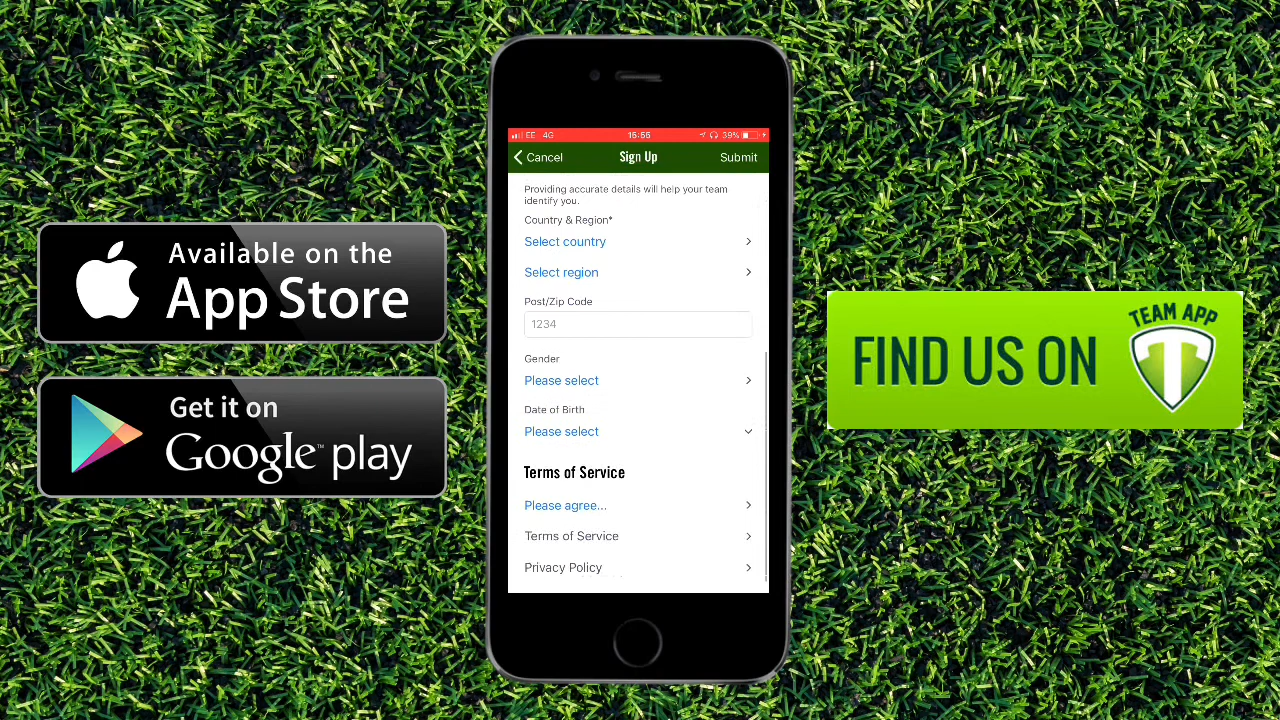 Available on the
App Store
Get it on
Google™ play
EE 4G 15:56 39%
Cancel Sign Up Submit
Providing accurate details will help your team
identify you.
Country & Region*
Select country
Select region
Post/Zip Code
1234
Gender
Please select
Date of Birth
Please select
Terms of Service
Please agree...
Terms of Service
Privacy Policy
FIND US ON
TEAM APP
T